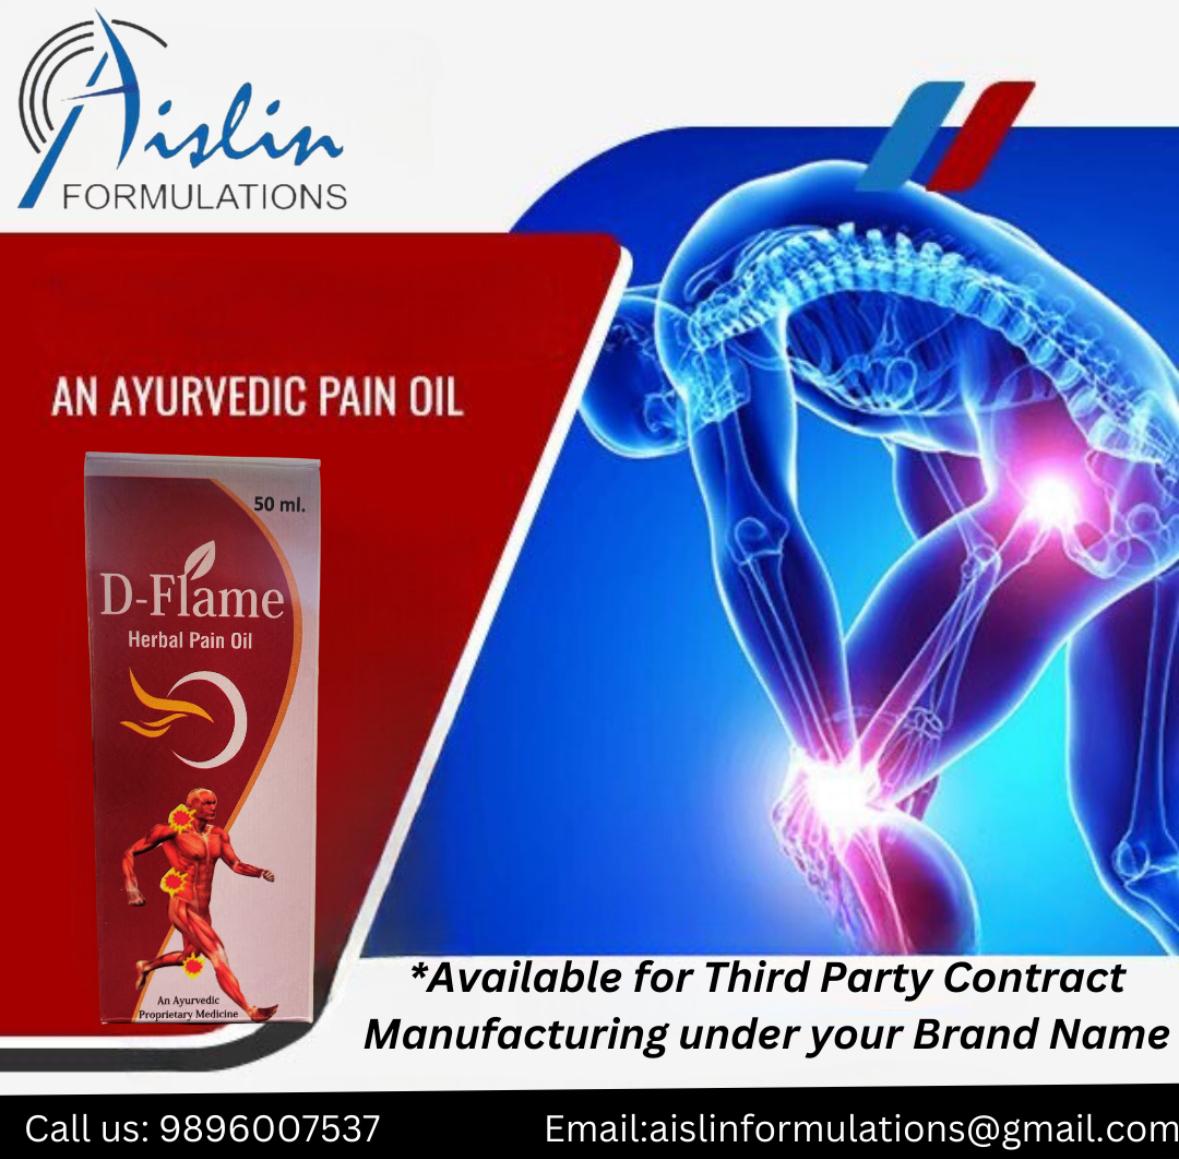 Aislin
FORMULATIONS
AN AYURVEDIC PAIN OIL
50 ml.
D-Flame
Herbal Pain Oil
An Ayurvedic
Proprietary Medicine
*Available for Third Party Contract
Manufacturing under your Brand Name
Call us: 9896007537
Email:aislinformulations@gmail.com